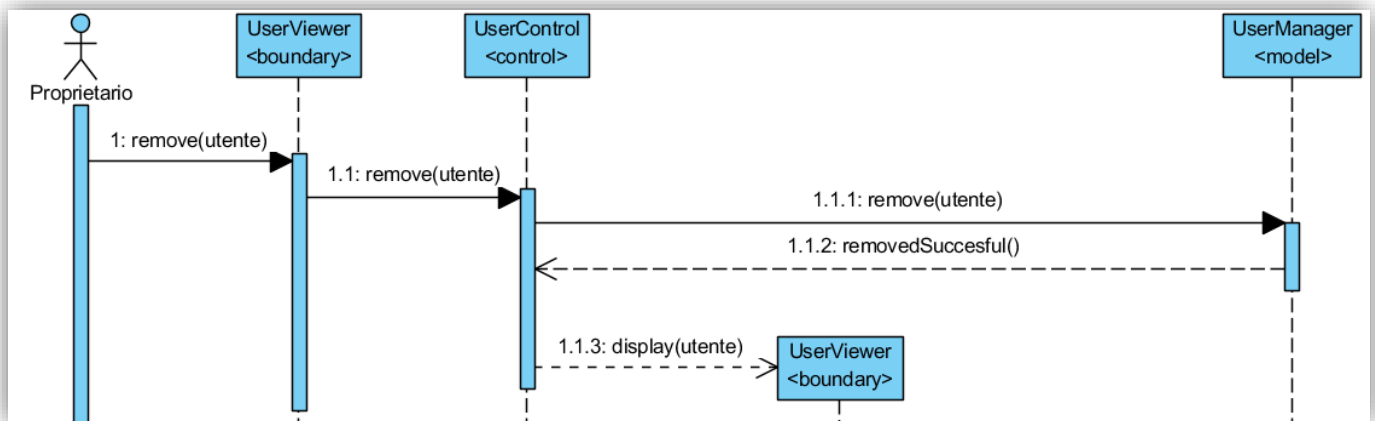 UserViewer
<boundary>
UserControl
<control>
UserManager
<model>
Proprietario
1: remove(utente)
1.1: remove(utente)
1.1.1: remove(utente)
1.1.2: removedSuccesful()
1.1.3: display(utente)
UserViewer
<boundary>